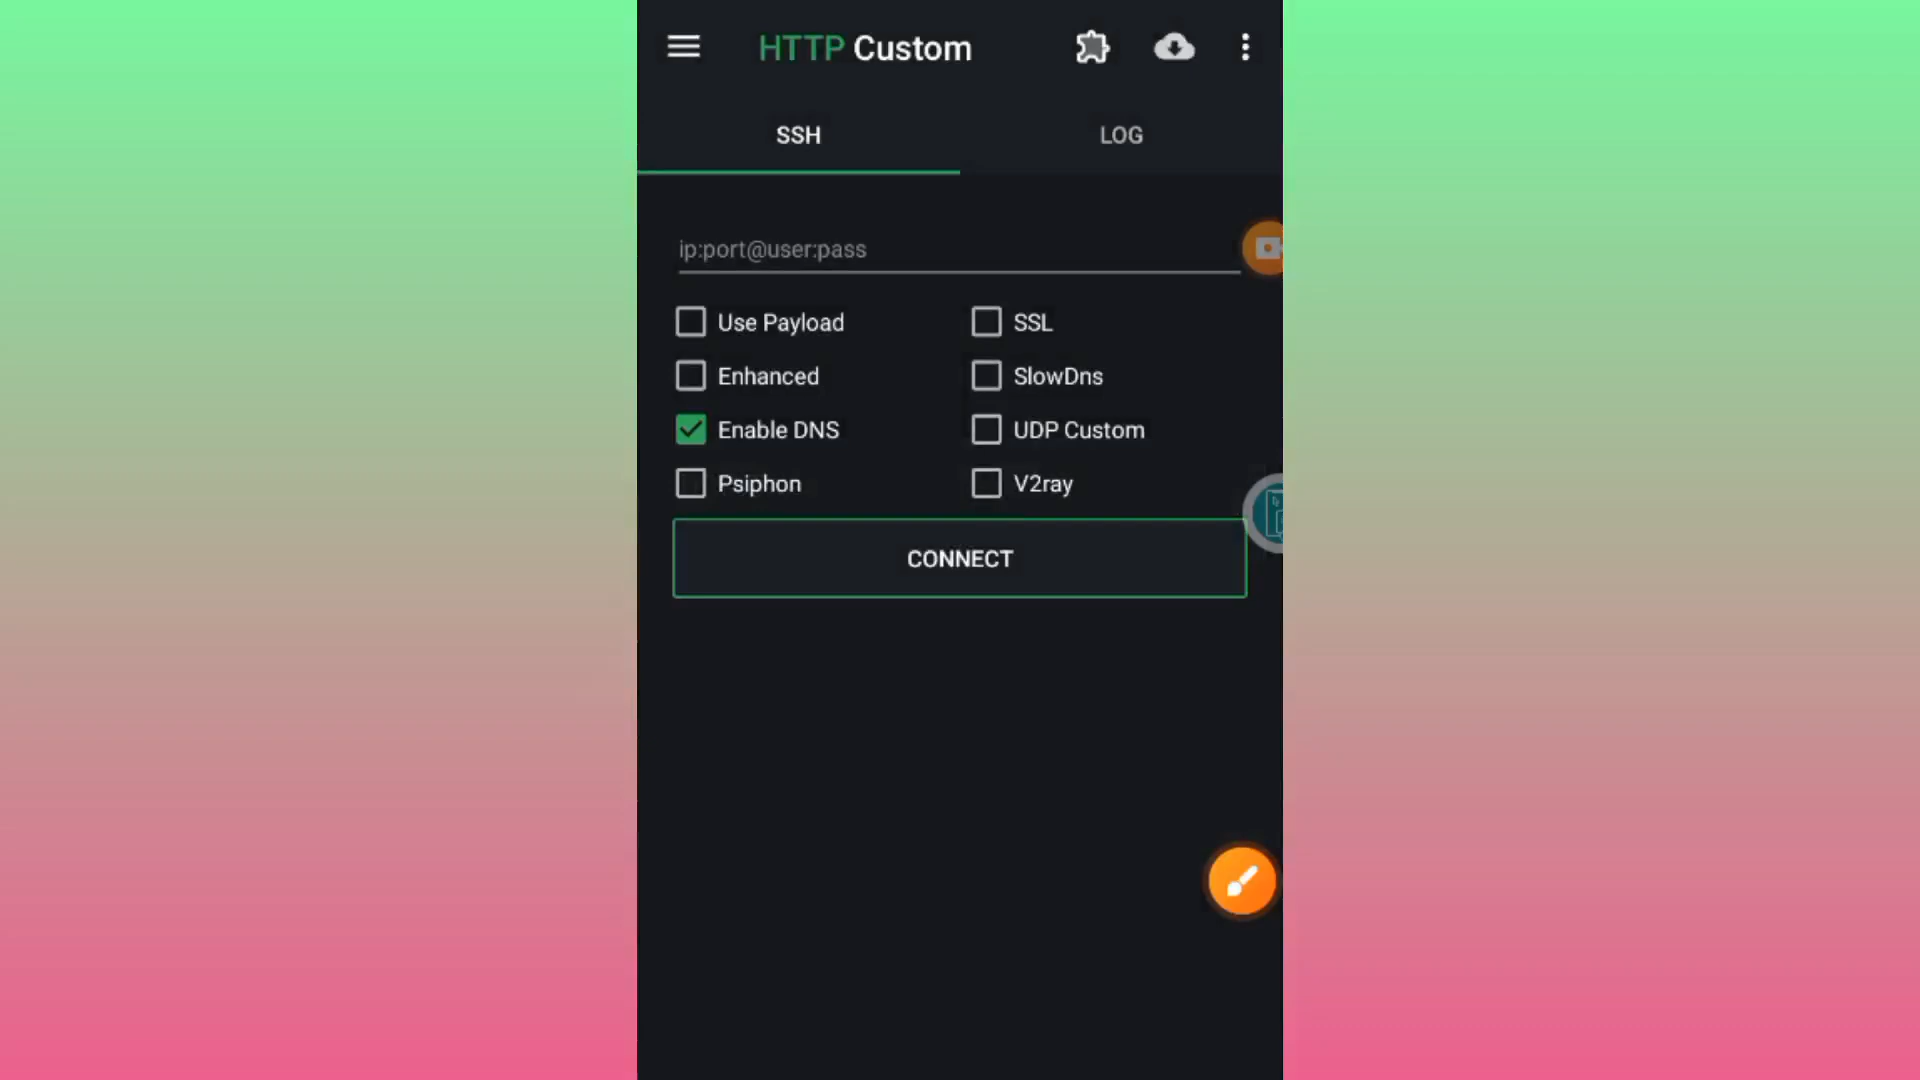 HTTP Custom
SSH
LOG
ip:port@user:pass
Use Payload
SSL
Enhanced
SlowDns
Enable DNS
UDP Custom
Psiphon
V2ray
CONNECT